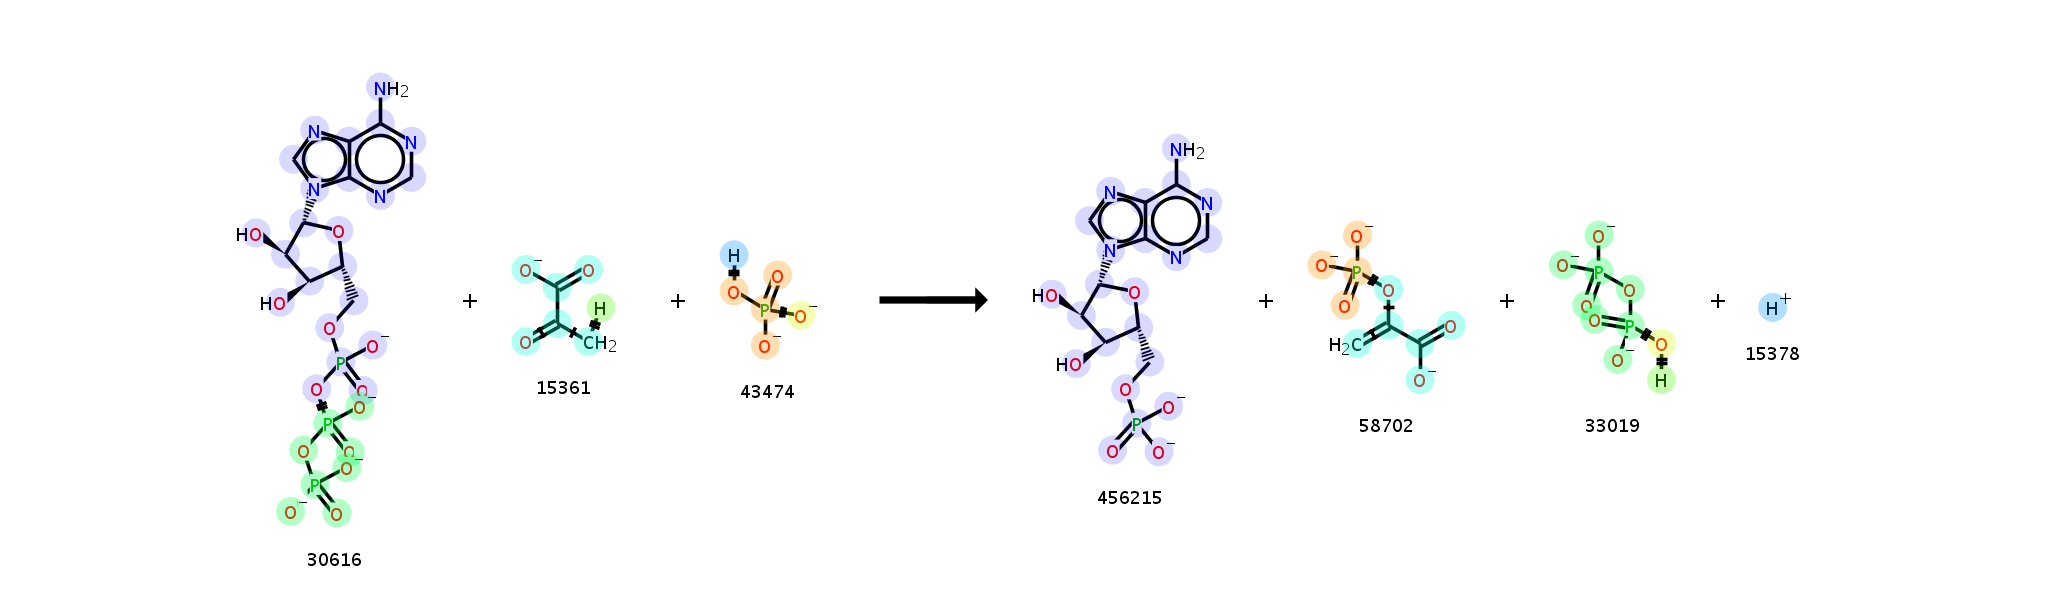 NH2
N
N
N
N
HO
O
HO
O
O−
P
O
O
O−
P
O
O
O−
P
O−
O
30616
+
O−
O
H
O
CH2
15361
+
H
O
O
P
O−
O−
43474
NH2
N
N
N
N
HO
O
HO
O
O−
P
O
O−
456215
+
O−
O−
P
O
O
H2C
O
O−
58702
+
O−
O−
P
O
O
O
P
O
O−
H
33019
+
H+
15378